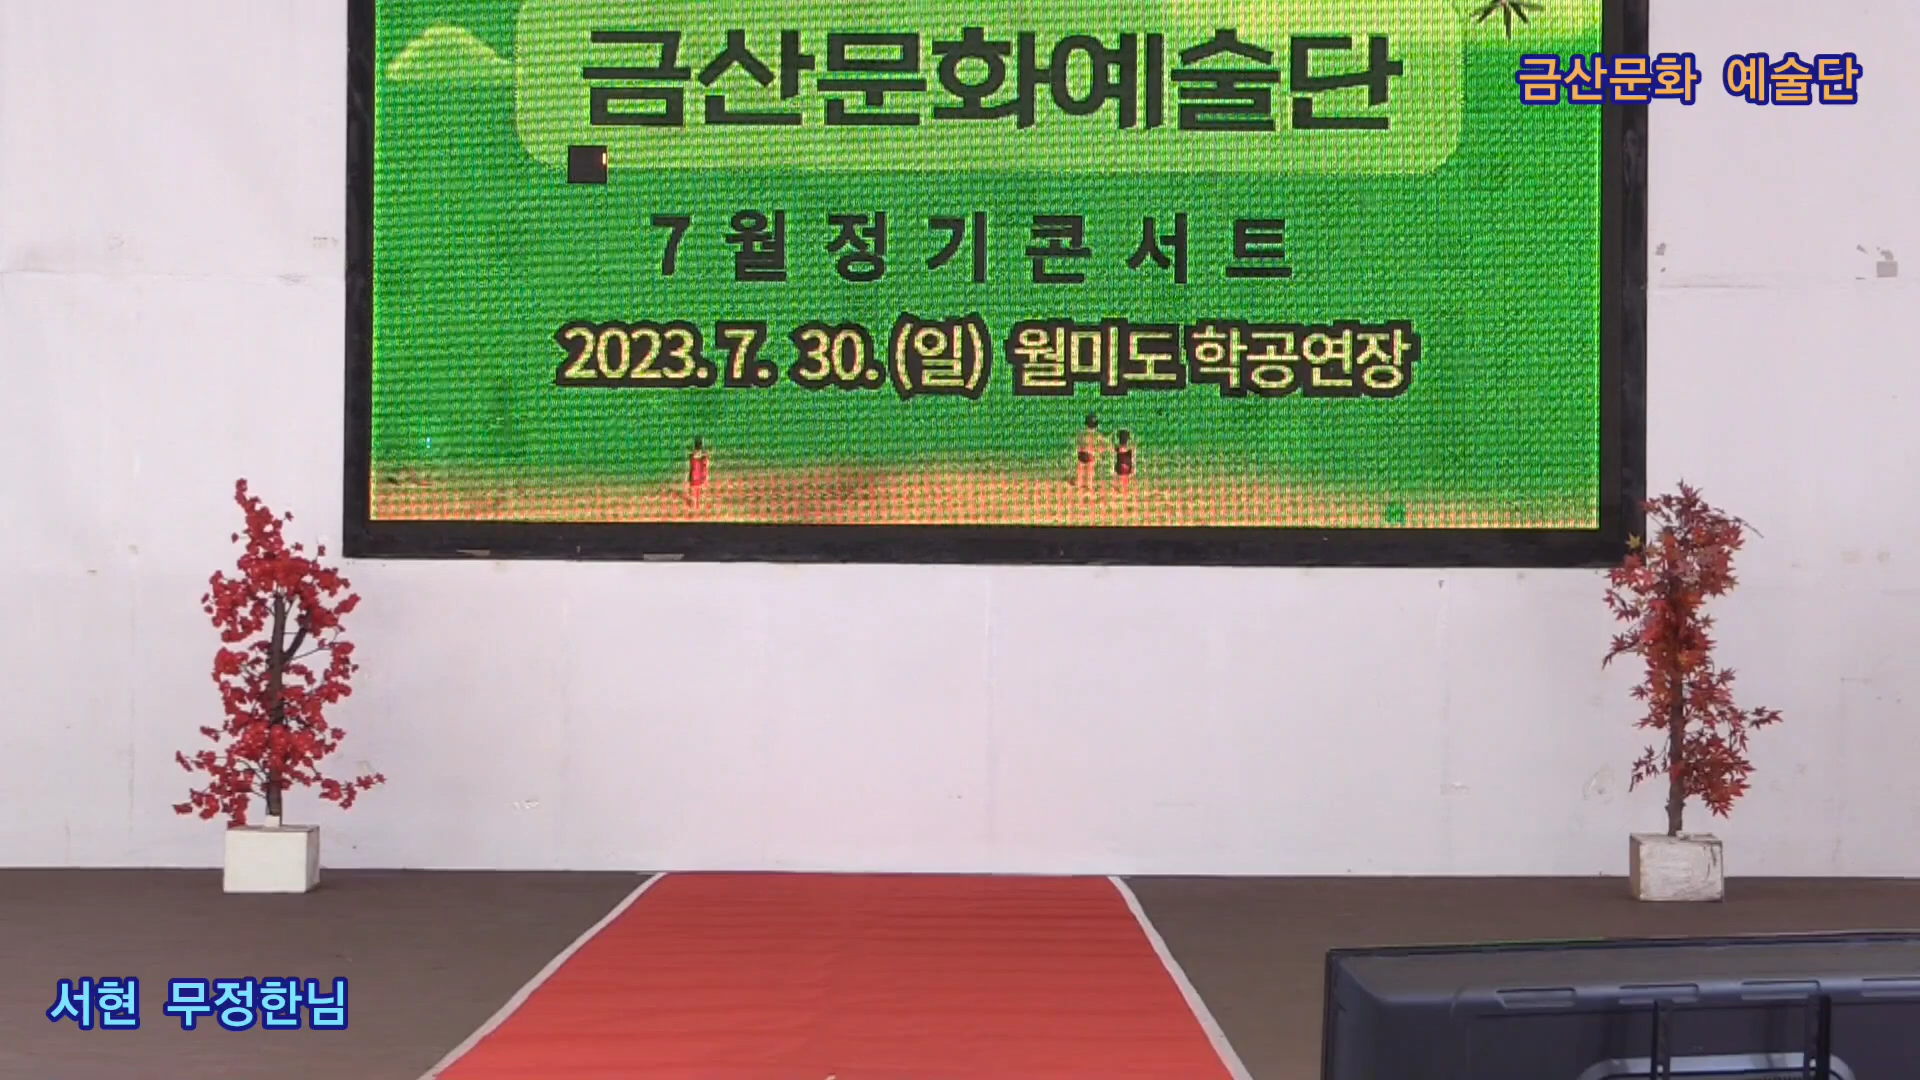 금산문화예술단
금산문화 예술단
7월정기콘서트
2023. 7. 30. (일) 월미도 학공연장
서현 무정한님